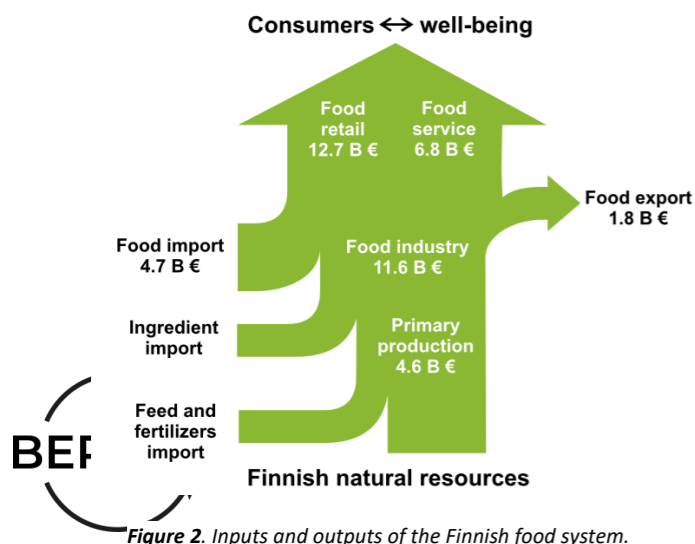 Consumers ↔ well-being
Food
retail
12.7 B €
Food
service
6.8 B €
Food export
1.8 B €
Food import
4.7 B €
Food industry
11.6 B €
Ingredient
import
Primary
production
4.6 B €
Feed and
fertilizers
import
Finnish natural resources
Figure 2. Inputs and outputs of the Finnish food system.